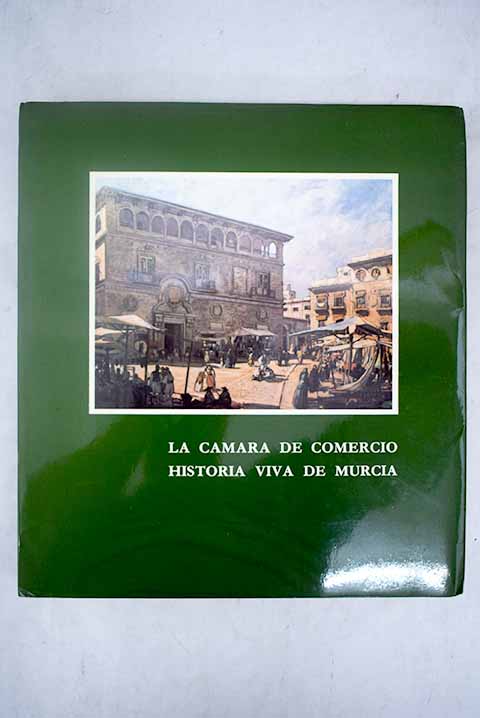 LA CAMARA DE COMERCIO
HISTORIA VIVA DE MURCIA